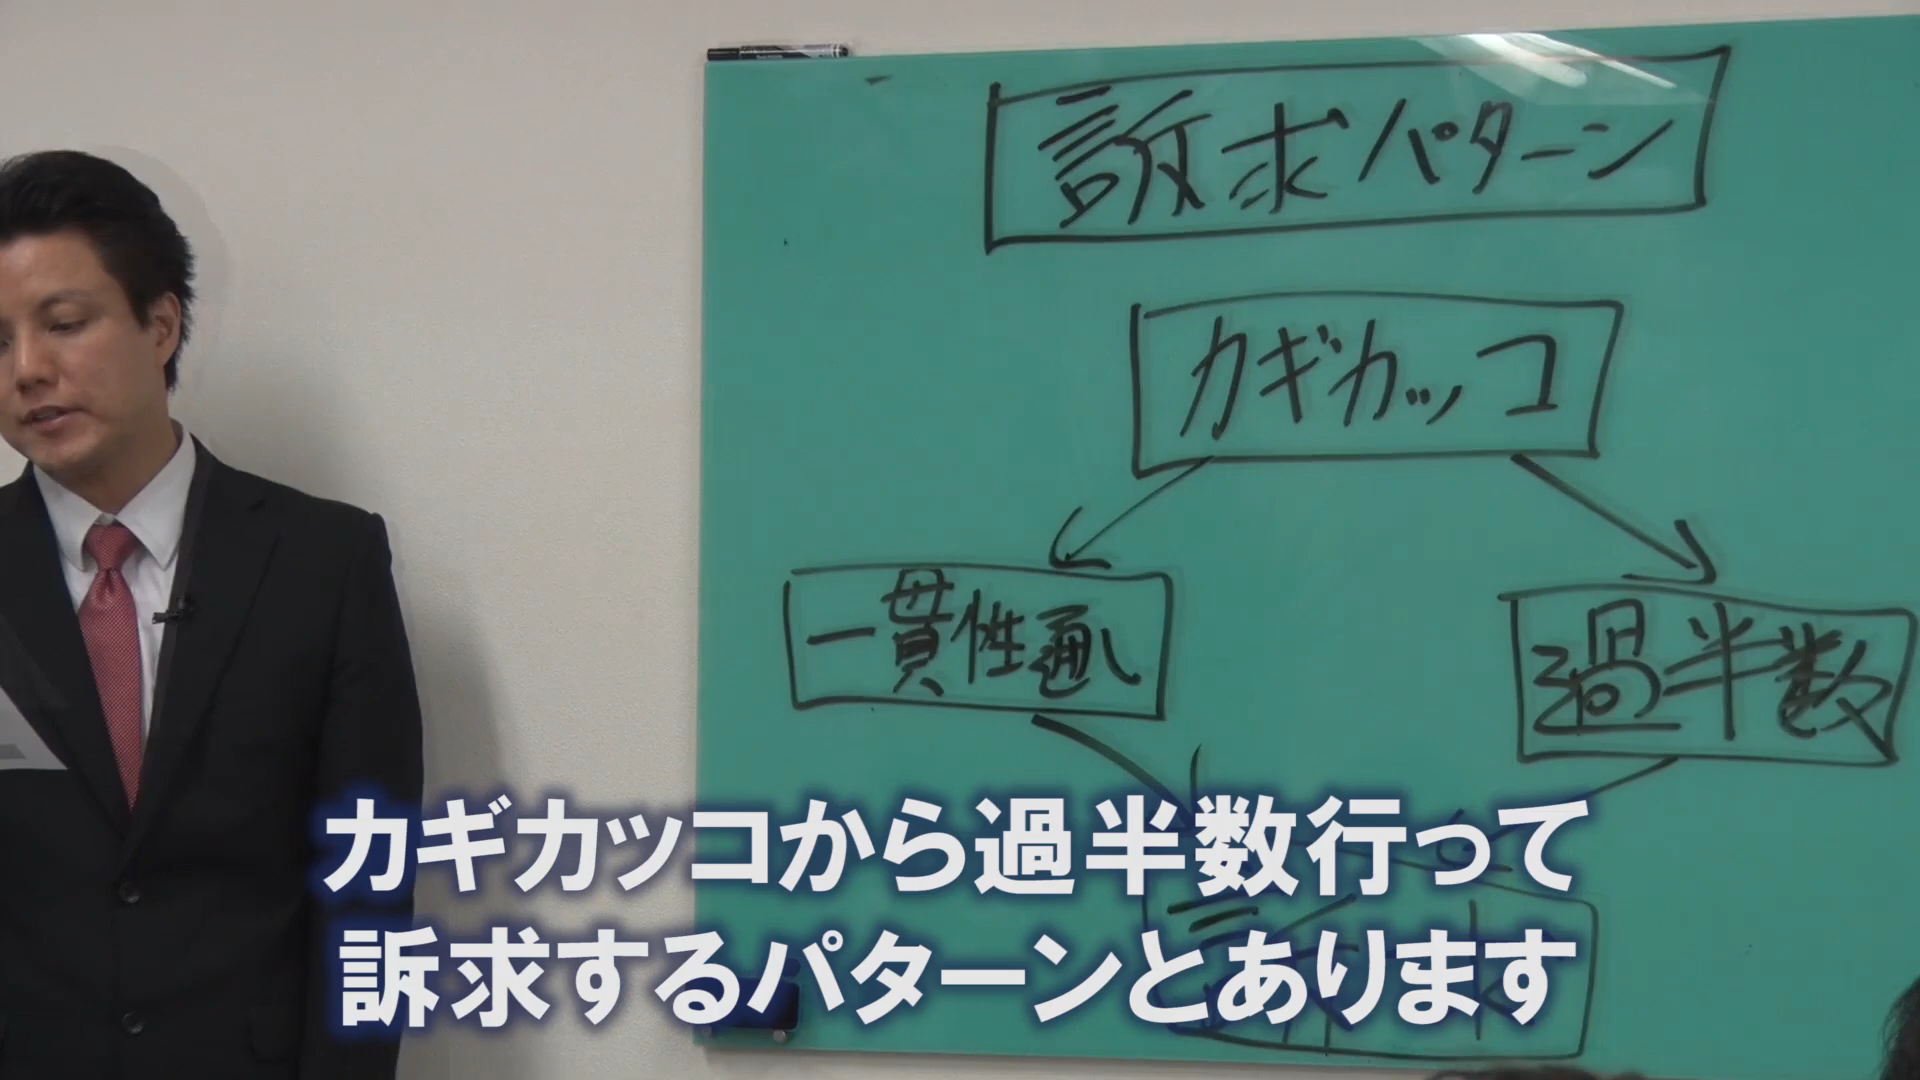 訴求パターン
カギカッコ
一貫性通し
過半数
訴求
カギカッコから過半数行って
訴求するパターンとあります